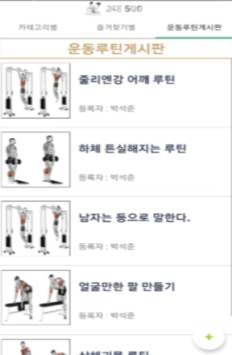 3대 500
카테고리별 즐겨찾기별 운동루틴게시판
운동루틴게시판
줄리엔강 어깨 루틴
등록자 : 박석준
하체 튼실해지는 루틴
등록자 : 박석준
남자는 등으로 말한다.
등록자 : 박석준
얼굴만한 팔 만들기
등록자 : 박석준
루틴